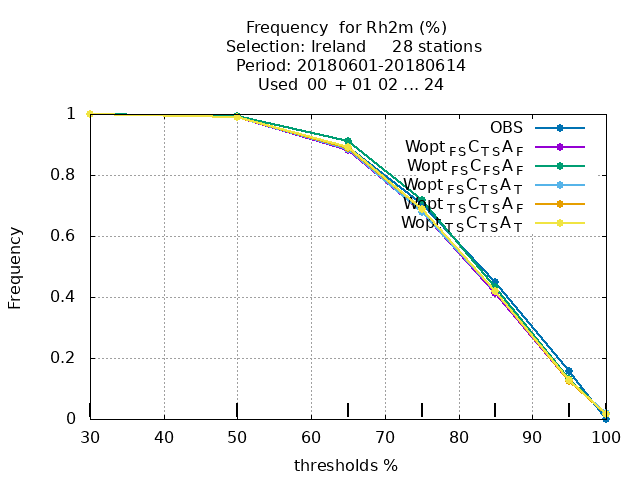 Frequency for Rh2m (%)
Selection: Ireland 28 stations
Period: 20180601-20180614
Used 00 + 01 02 ... 24
1
0.8
0.6
0.4
0.2
0
Frequency
OBS
Wopt FS C TS A F
Wopt FS C FS A F
Wopt FS C TS A T
Wopt TS C TS A F
Wopt TS C TS A T
30 40 50 60 70 80 90 100
thresholds %